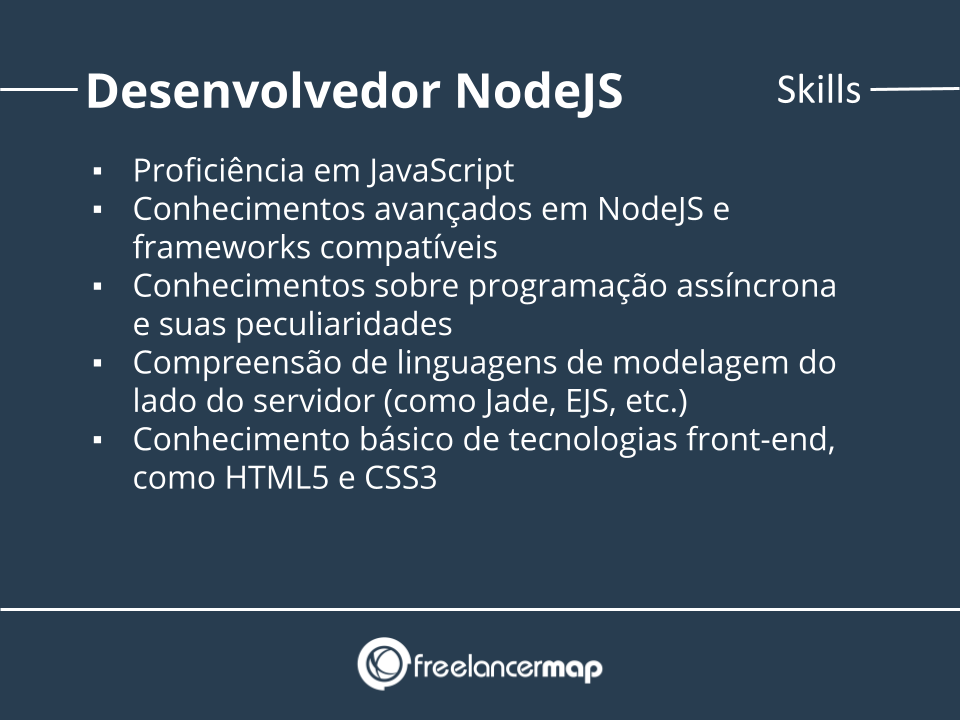 Desenvolvedor NodeJS Skills
▪ Proficiência em JavaScript
▪ Conhecimentos avançados em NodeJS e
frameworks compatíveis
▪ Conhecimentos sobre programação assíncrona
e suas peculiaridades
▪ Compreensão de linguagens de modelagem do
lado do servidor (como Jade, EJS, etc.)
▪ Conhecimento básico de tecnologias front-end,
como HTML5 e CSS3
freelancermap